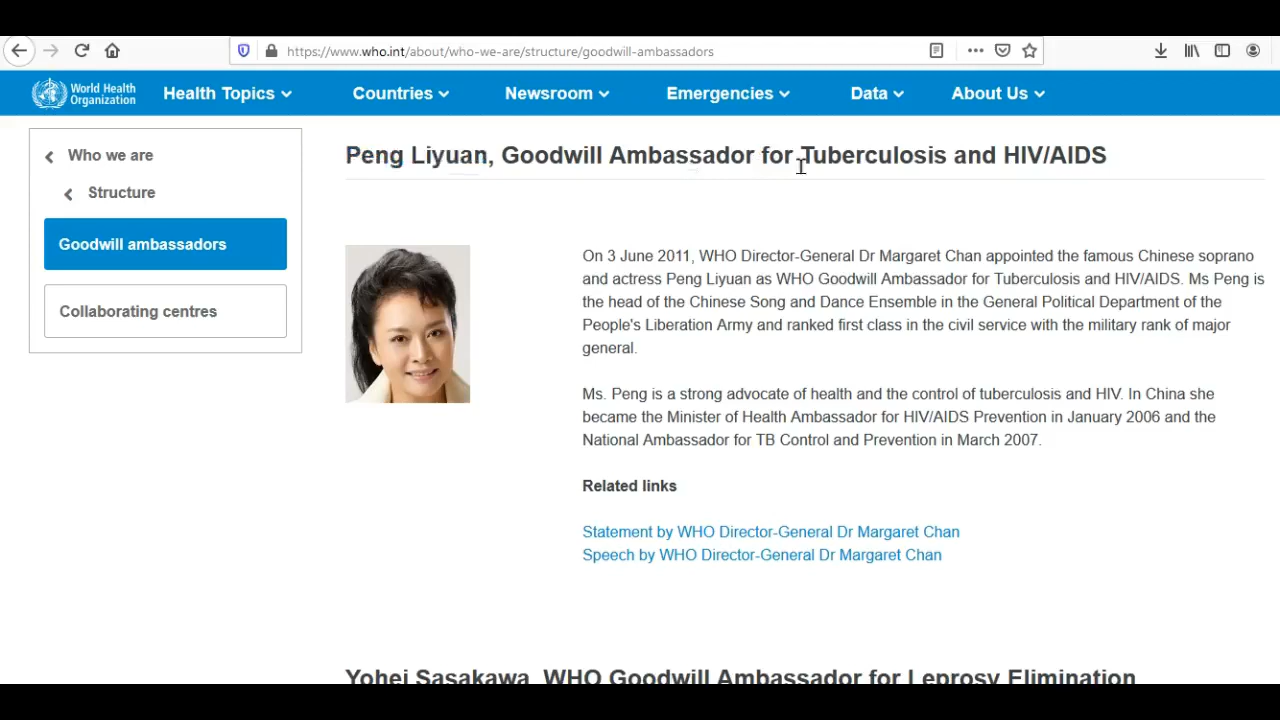 https://www.who.int/about/who-we-are/structure/goodwill-ambassadors
World Health
Organization
Health Topics
Countries
Newsroom
Emergencies
Data
About Us
Who we are
Structure
Goodwill ambassadors
Collaborating centres
Peng Liyuan, Goodwill Ambassador for Tuberculosis and HIV/AIDS
On 3 June 2011, WHO Director-General Dr Margaret Chan appointed the famous Chinese soprano
and actress Peng Liyuan as WHO Goodwill Ambassador for Tuberculosis and HIV/AIDS. Ms Peng is
the head of the Chinese Song and Dance Ensemble in the General Political Department of the
People's Liberation Army and ranked first class in the civil service with the military rank of major
general.
Ms. Peng is a strong advocate of health and the control of tuberculosis and HIV. In China she
became the Minister of Health Ambassador for HIV/AIDS Prevention in January 2006 and the
National Ambassador for TB Control and Prevention in March 2007.
Related links
Statement by WHO Director-General Dr Margaret Chan
Speech by WHO Director-General Dr Margaret Chan
Yohei Sasakawa, WHO Goodwill Ambassador for Leprosy Elimination